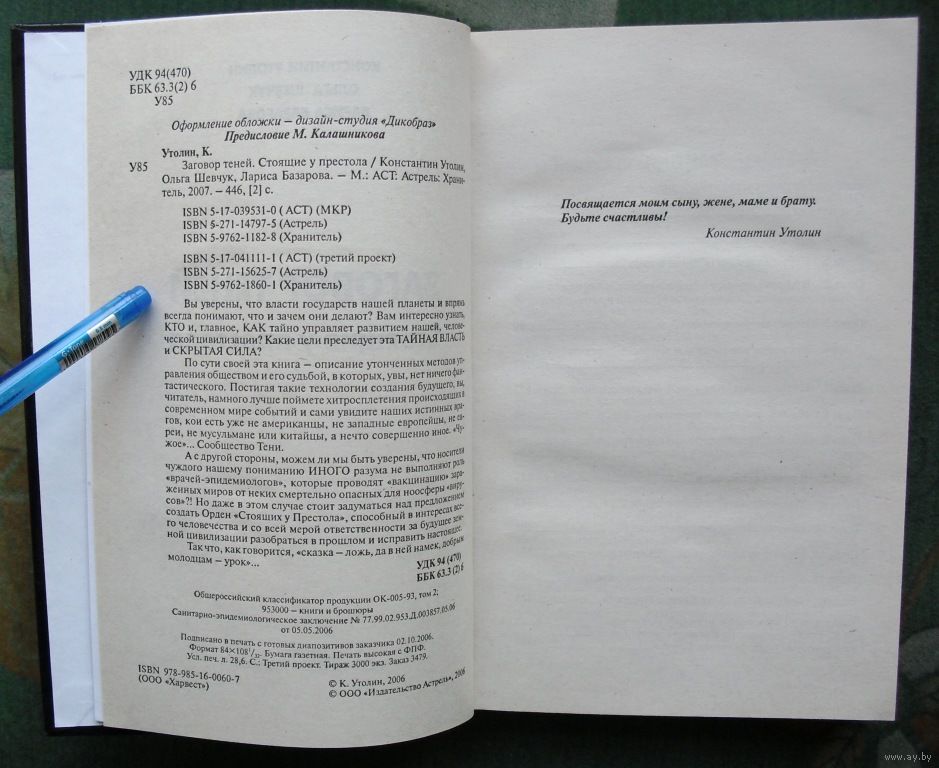 УДК 94(470)
ББК 63.3(2) 6
У85
Оформление обложки — дизайн-студия «Дикобраз»
Предисловие М. Калашникова
Утолин, К.
У85 Заговор теней. Стоящие у престола / Константин Утолин,
Ольга Шевчук, Лариса Базарова. — М.: АСТ: Астрель: Храни-
тель, 2007. – 446, [2] с.
ISBN 5-17-039531-0 ( АСТ) (МКР)
ISBN 5-271-14797-5 (Астрель)
ISBN 5-9762-1182-8 (Хранитель)
ISBN 5-17-041111-1 ( АСТ) (третий проект)
ISBN 5-271-15625-7 (Астрель)
ISBN 5-9762-1860-1 (Хранитель)
Вы уверены, что власти государств нашей планеты и впрямь
всегда понимают, что и зачем они делают? Вам интересно узнать,
КТО и, главное, КАК тайно управляет развитием нашей, челове-
ческой цивилизации? Какие цели преследует эта ТАЙНАЯ ВЛАСТЬ
и СКРЫТАЯ СИЛА?
По сути своей эта книга — описание утонченных методов уп-
равления обществом и его судьбой, в которых, увы, нет ничего фан-
тастического. Постигая такие технологии создания будущего, вы,
читатель, намного лучше поймете хитросплетения происходящих в
современном мире событий и сами увидите наших истинных вра-
гов, кои есть уже не американцы, не западные европейцы, не ев-
реи, не мусульмане или китайцы, а нечто совершенно иное. «Чу-
жое»... Сообщество Тени.
А с другой стороны, можем ли мы быть уверены, что носители
чуждого нашему пониманию ИНОГО разума не выполняют роль
«врачей-эпидемиологов», которые проводят «вакцинацию» зара-
женных миров от неких смертельно опасных для ноосферы «виру-
сов»?! Но даже в этом случае стоит задуматься над предложением
создать Орден «Стоящих у Престола», способный в интересах все-
го человечества и со всей мерой ответственности за будущее зем-
ной цивилизации разобраться в прошлом и исправить настоящее.
Так что, как говорится, «сказка – ложь, да в ней намек, добрым
молодцам – урок»...
УДК 94 (470)
ББК 63.3 (2) 6
Общероссийский классификатор продукции ОК-005-93, том 2;
953000 — книги и брошюры
Санитарно-эпидемиологическое заключение № 77.99.02.953.Д.003857.05.06
от 05.05.2006
Подписано в печать с готовых диапозитивов заказчика 02.10.2006.
Формат 84×108 1/32. Бумага газетная. Печать высокая с ФПФ.
Усл. печ. л. 28,6. С.: Третий проект. Тираж 3000 экз. Заказ 3479.
ISBN 978-985-16-0060-7
(ООО «Харвест»)
© К. Утолин, 2006
© ООО «Издательство Астрель», 2006
Посвящается моим сыну, жене, маме и брату.
Будьте счастливы!
Константин Утолин
www.ay.by